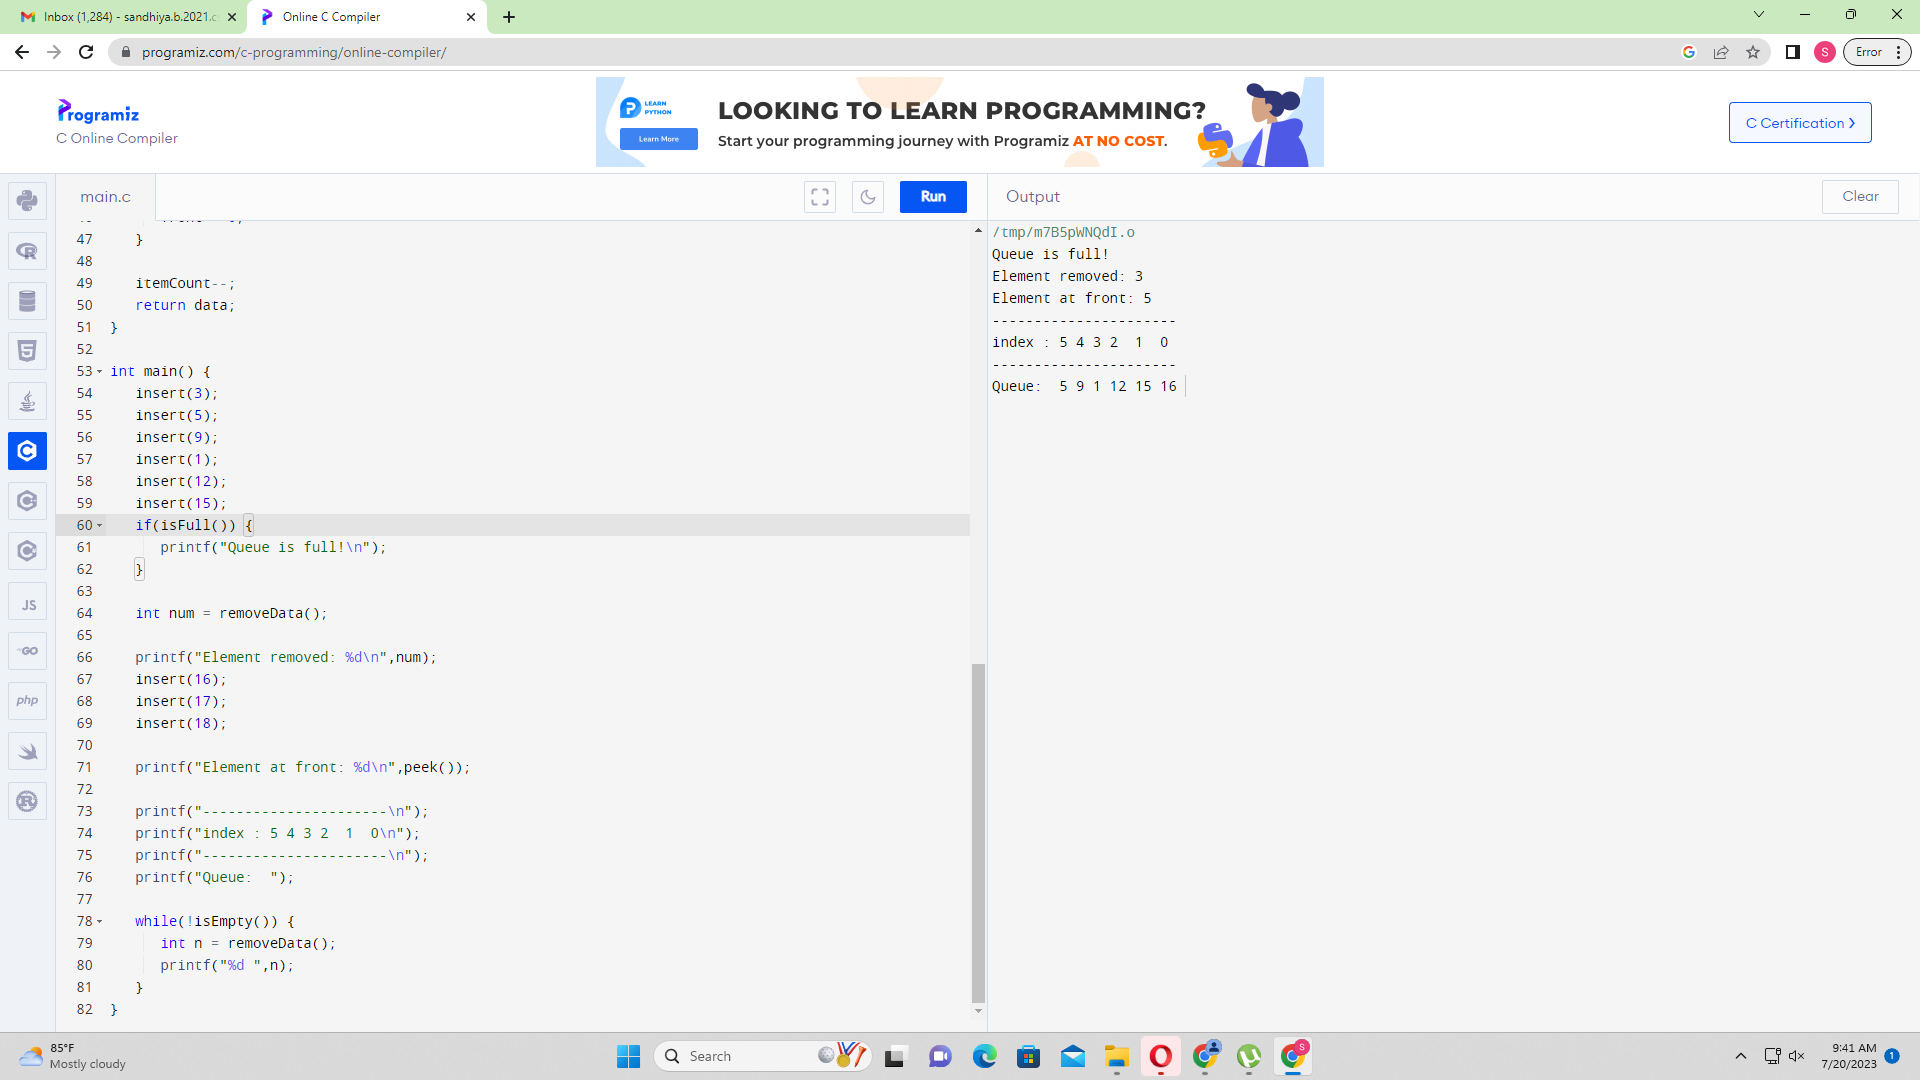 Inbox (1,284) - sandhiya.b.2021.c
Online C Compiler
programiz.com/c-programming/online-compiler/
S
Error
Programiz
C Online Compiler
LEARN
PYTHON
Learn More
LOOKING TO LEARN PROGRAMMING?
Start your programming journey with Programiz AT NO COST.
C Certification
main.c
Run
Output
Clear
47 }
48
49 itemCount--;
50 return data;
51 }
52
53 int main() {
54 insert(3);
55 insert(5);
56 insert(9);
57 insert(1);
58 insert(12);
59 insert(15);
60 if(isFull()) {
61 printf("Queue is full!\n");
62 }
63
64 int num = removeData();
65
66 printf("Element removed: %d\n",num);
67 insert(16);
68 insert(17);
69 insert(18);
70
71 printf("Element at front: %d\n",peek());
72
73 printf("----------------------\n");
74 printf("index : 5 4 3 2  1  0\n");
75 printf("----------------------\n");
76 printf("Queue:  ");
77
78 while(!isEmpty()) {
79 int n = removeData();
80 printf("%d ",n);
81 }
82 }
/tmp/m7B5pWNQdI.o
Queue is full!
Element removed: 3
Element at front: 5
----------------------
index : 5 4 3 2  1  0
----------------------
Queue:  5 9 1 12 15 16
JS
GO
php
85°F
Mostly cloudy
Search
S
9:41 AM
7/20/2023
1